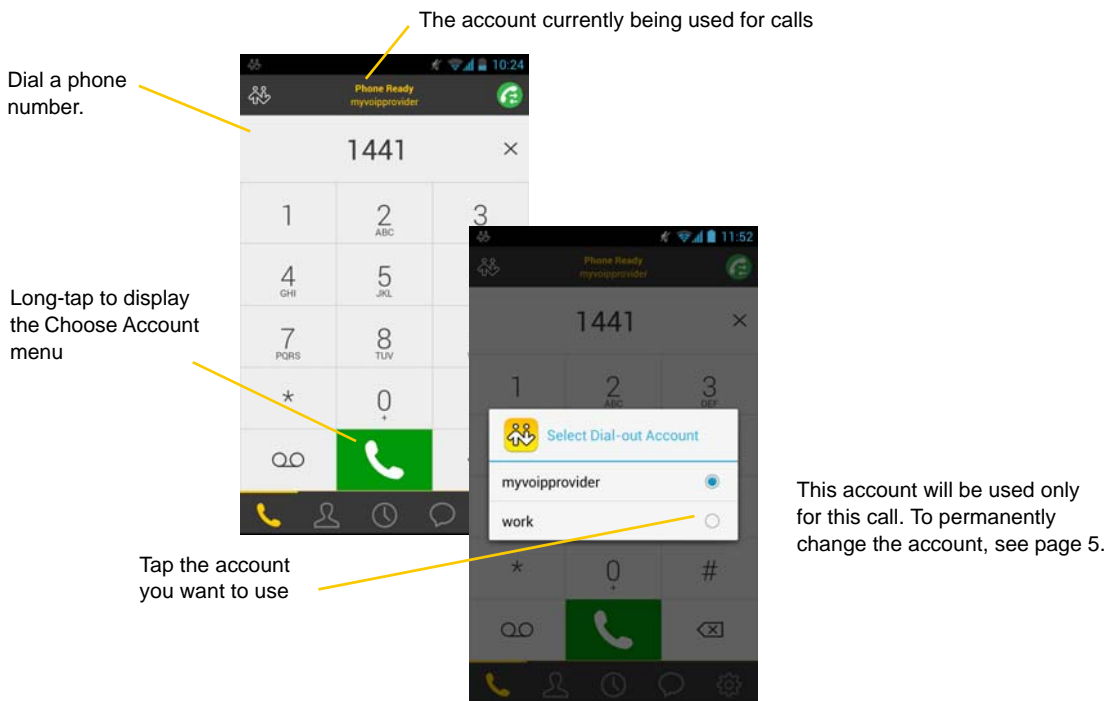 The account currently being used for calls
Dial a phone
number.
10:24
Phone Ready
myvoipprovider
1441
×
1
2
ABC
3
4
GHI
5
JKL
7
PQRS
8
TUV
*
0
+
Long-tap to display
the Choose Account
menu
11:52
Phone Ready
myvoipprovider
1441
×
1
2
ABC
3
DEF
Select Dial-out Account
myvoipprovider
work
*
0
+
#
Tap the account
you want to use
This account will be used only
for this call. To permanently
change the account, see page 5.